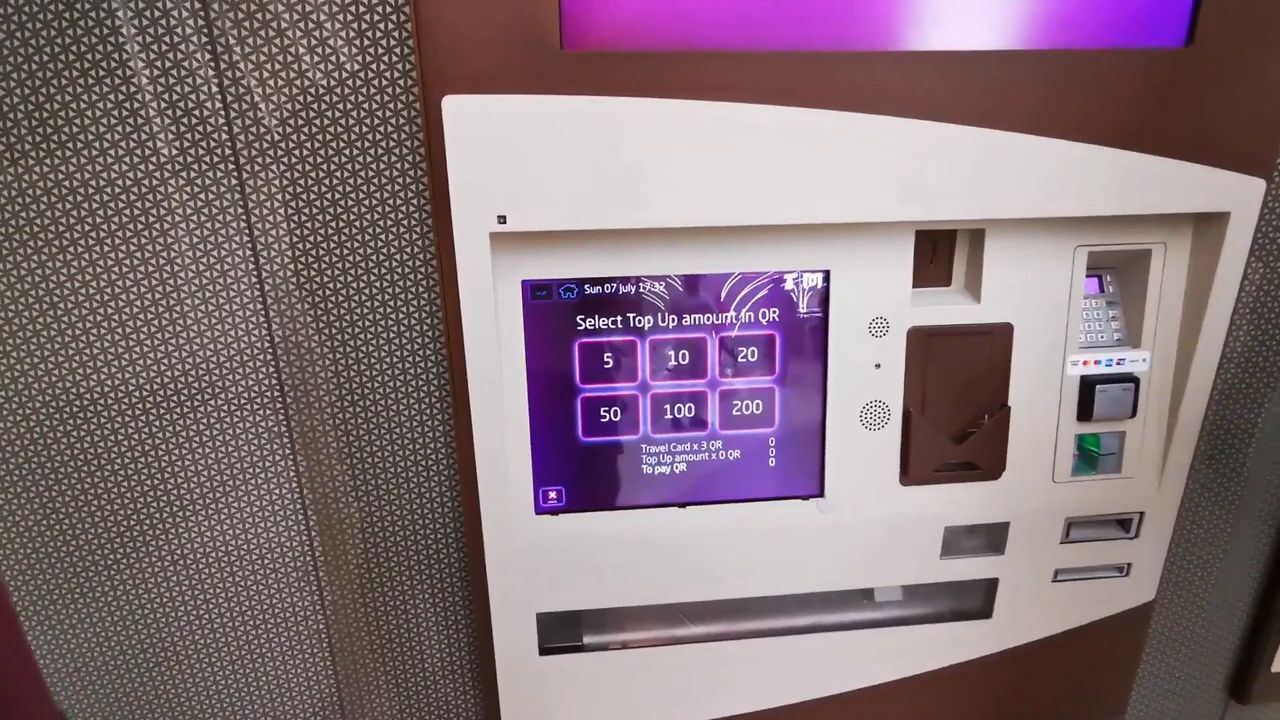 Sun 07 July 17:32
Select Top Up amount in QR
5 10 20
50 100 200
Travel Card x 3 QR 0
Top Up amount x 0 QR 0
To pay QR 0